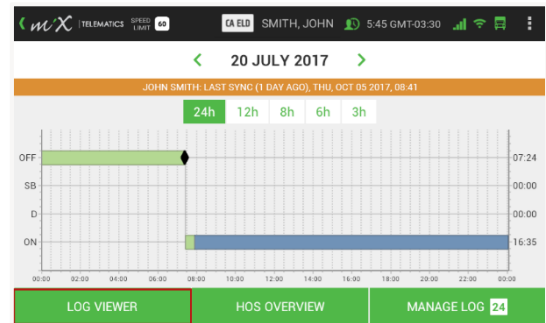 miX TELEMATICS SPEED LIMIT 60 CA ELD SMITH, JOHN 5:45 GMT-03:30
20 JULY 2017
JOHN SMITH: LAST SYNC (1 DAY AGO), THU, OCT 05 2017, 08:41
24h 12h 8h 6h 3h
OFF 07:24
SB 00:00
D 00:00
ON 16:35
00:00 02:00 04:00 06:00 08:00 10:00 12:00 14:00 16:00 18:00 20:00 22:00 00:00
LOG VIEWER HOS OVERVIEW MANAGE LOG 24